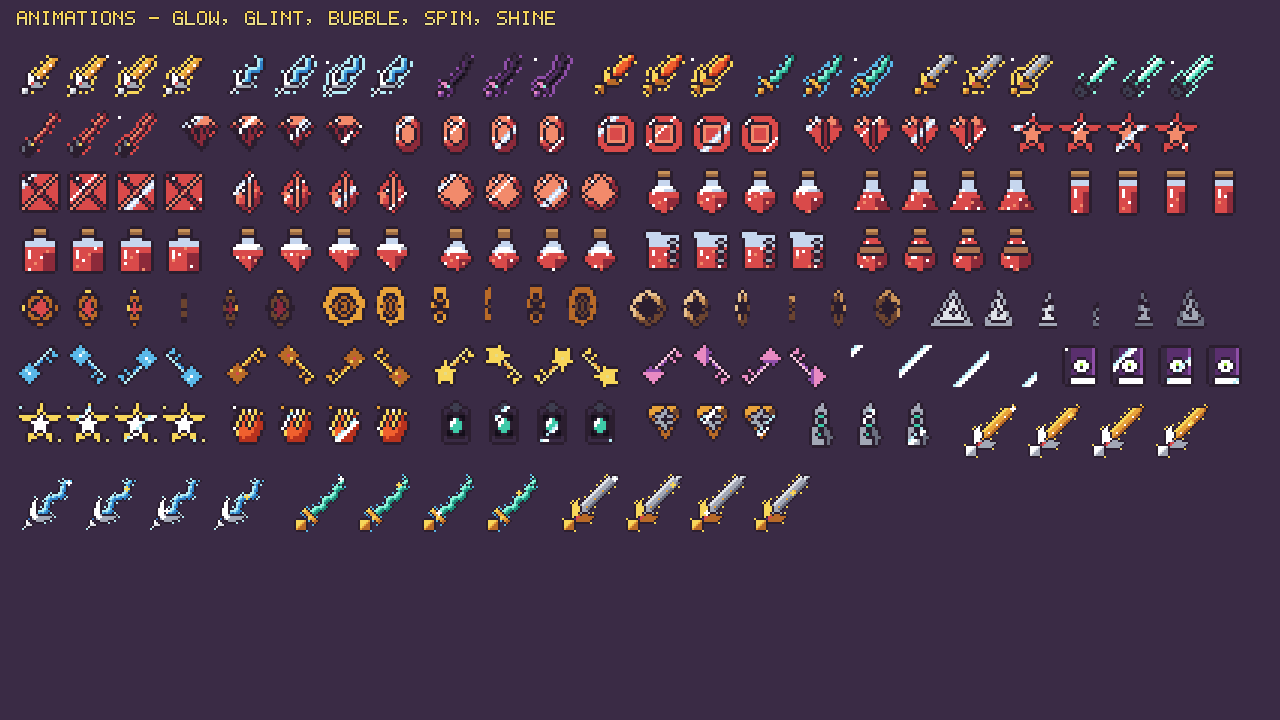 ANIMATIONS - GLOW, GLINT, BUBBLE, SPIN, SHINE